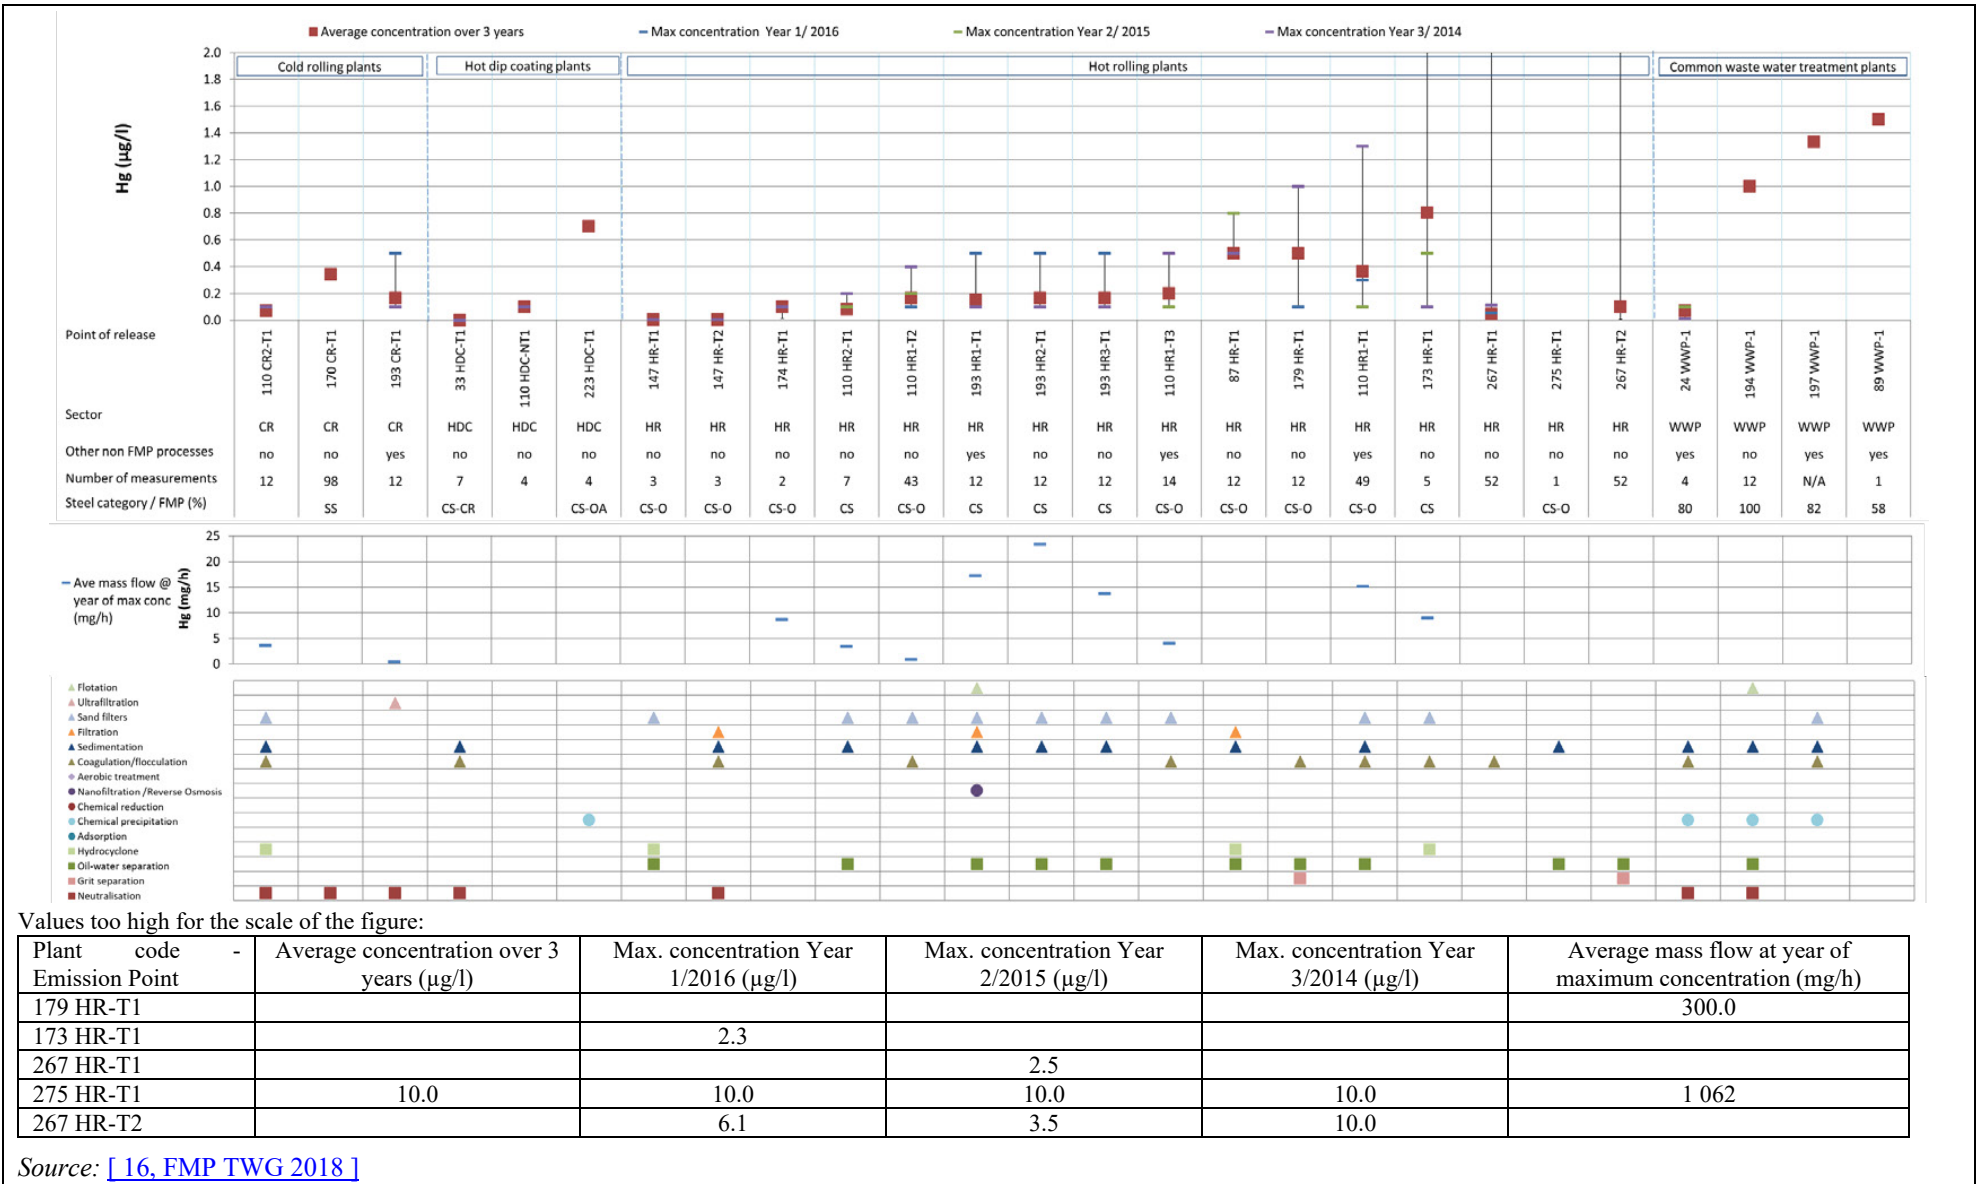 Average concentration over 3 years Max concentration Year 1/ 2016 Max concentration Year 2/ 2015 Max concentration Year 3/ 2014
Cold rolling plants Hot dip coating plants Hot rolling plants Common waste water treatment plants
Hg (µg/l)
2.0
1.8
1.6
1.4
1.2
1.0
0.8
0.6
0.4
0.2
0.0
Point of release 110 CR2-T1 170 CR-T1 193 CR-T1 33 HDC-T1 110 HDC-NT1 223 HDC-T1 147 HR-T1 147 HR-T2 174 HR-T1 110 HR2-T1 110 HR1-T2 193 HR1-T1 193 HR2-T1 193 HR3-T1 110 HR1-T3 87 HR-T1 179 HR-T1 110 HR1-T1 173 HR-T1 267 HR-T1 275 HR-T1 267 HR-T2 24 WWP-1 194 WWP-1 197 WWP-1 89 WWP-1
Sector CR CR CR HDC HDC HDC HR HR HR HR HR HR HR HR HR HR HR HR HR HR HR HR WWP WWP WWP WWP
Other non FMP processes no no yes no no no no no no no no yes no no yes no no yes no no no no yes no yes yes
Number of measurements 12 98 12 7 4 4 3 3 2 7 43 12 12 12 14 12 12 49 5 52 1 52 4 12 N/A 1
Steel category / FMP (%) SS CS-CR CS-OA CS-O CS-O CS-O CS CS-O CS CS CS CS-O CS-O CS-O CS-O CS CS-O 80 100 82 58
Ave mass flow @
year of max conc
(mg/h)
Hg (mg/h)
25
20
15
10
5
0
Flotation
Ultrafiltration
Sand filters
Filtration
Sedimentation
Coagulation/flocculation
Aerobic treatment
Nanofiltration /Reverse Osmosis
Chemical reduction
Chemical precipitation
Adsorption
Hydrocyclone
Oil-water separation
Grit separation
Neutralisation
Values too high for the scale of the figure:
Plant code - Average concentration over 3 Max. concentration Year Max. concentration Year Max. concentration Year Average mass flow at year of
Emission Point years (µg/l) 1/2016 (µg/l) 2/2015 (µg/l) 3/2014 (µg/l) maximum concentration (mg/h)
179 HR-T1 300.0
173 HR-T1 2.3
267 HR-T1 2.5
275 HR-T1 10.0 10.0 10.0 10.0 1 062
267 HR-T2 6.1 3.5 10.0
Source: [ 16, FMP TWG 2018 ]